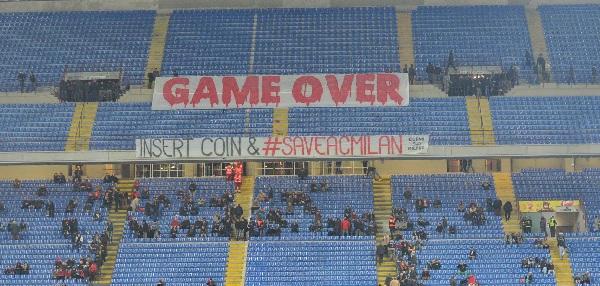 GAME OVER
INSERT COIN & #SAVEACMILAN